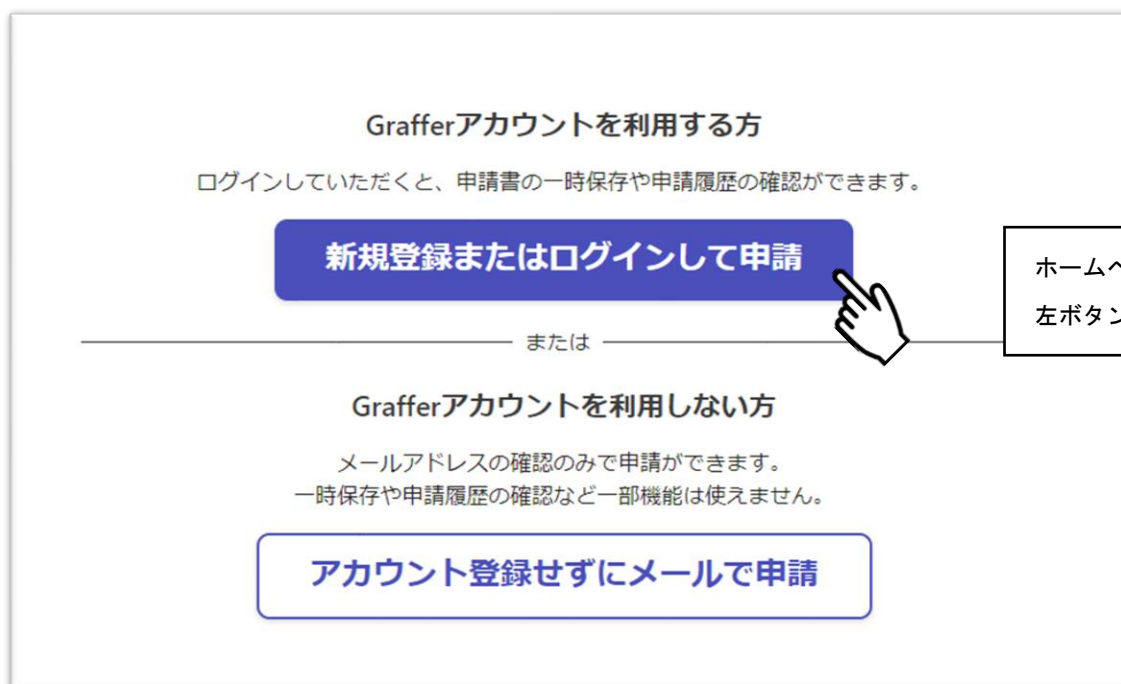 Grafferアカウントを利用する方
ログインしていただくと、申請書の一時保存や申請履歴の確認ができます。
新規登録またはログインして申請
ホームペ
左ボタン
または
Grafferアカウントを利用しない方
メールアドレスの確認のみで申請ができます。
一時保存や申請履歴の確認など一部機能は使えません。
アカウント登録せずにメールで申請